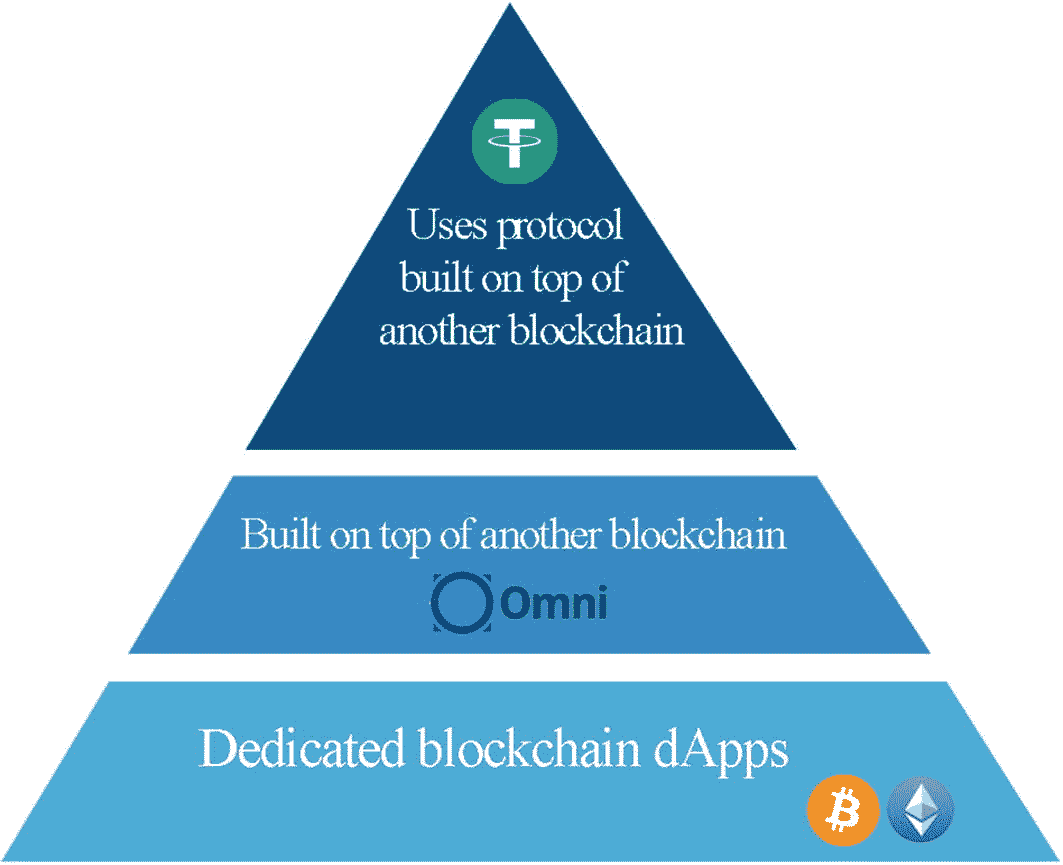 Uses protocol
built on top of
another blockchain
Built on top of another blockchain
Omni
Dedicated blockchain dApps